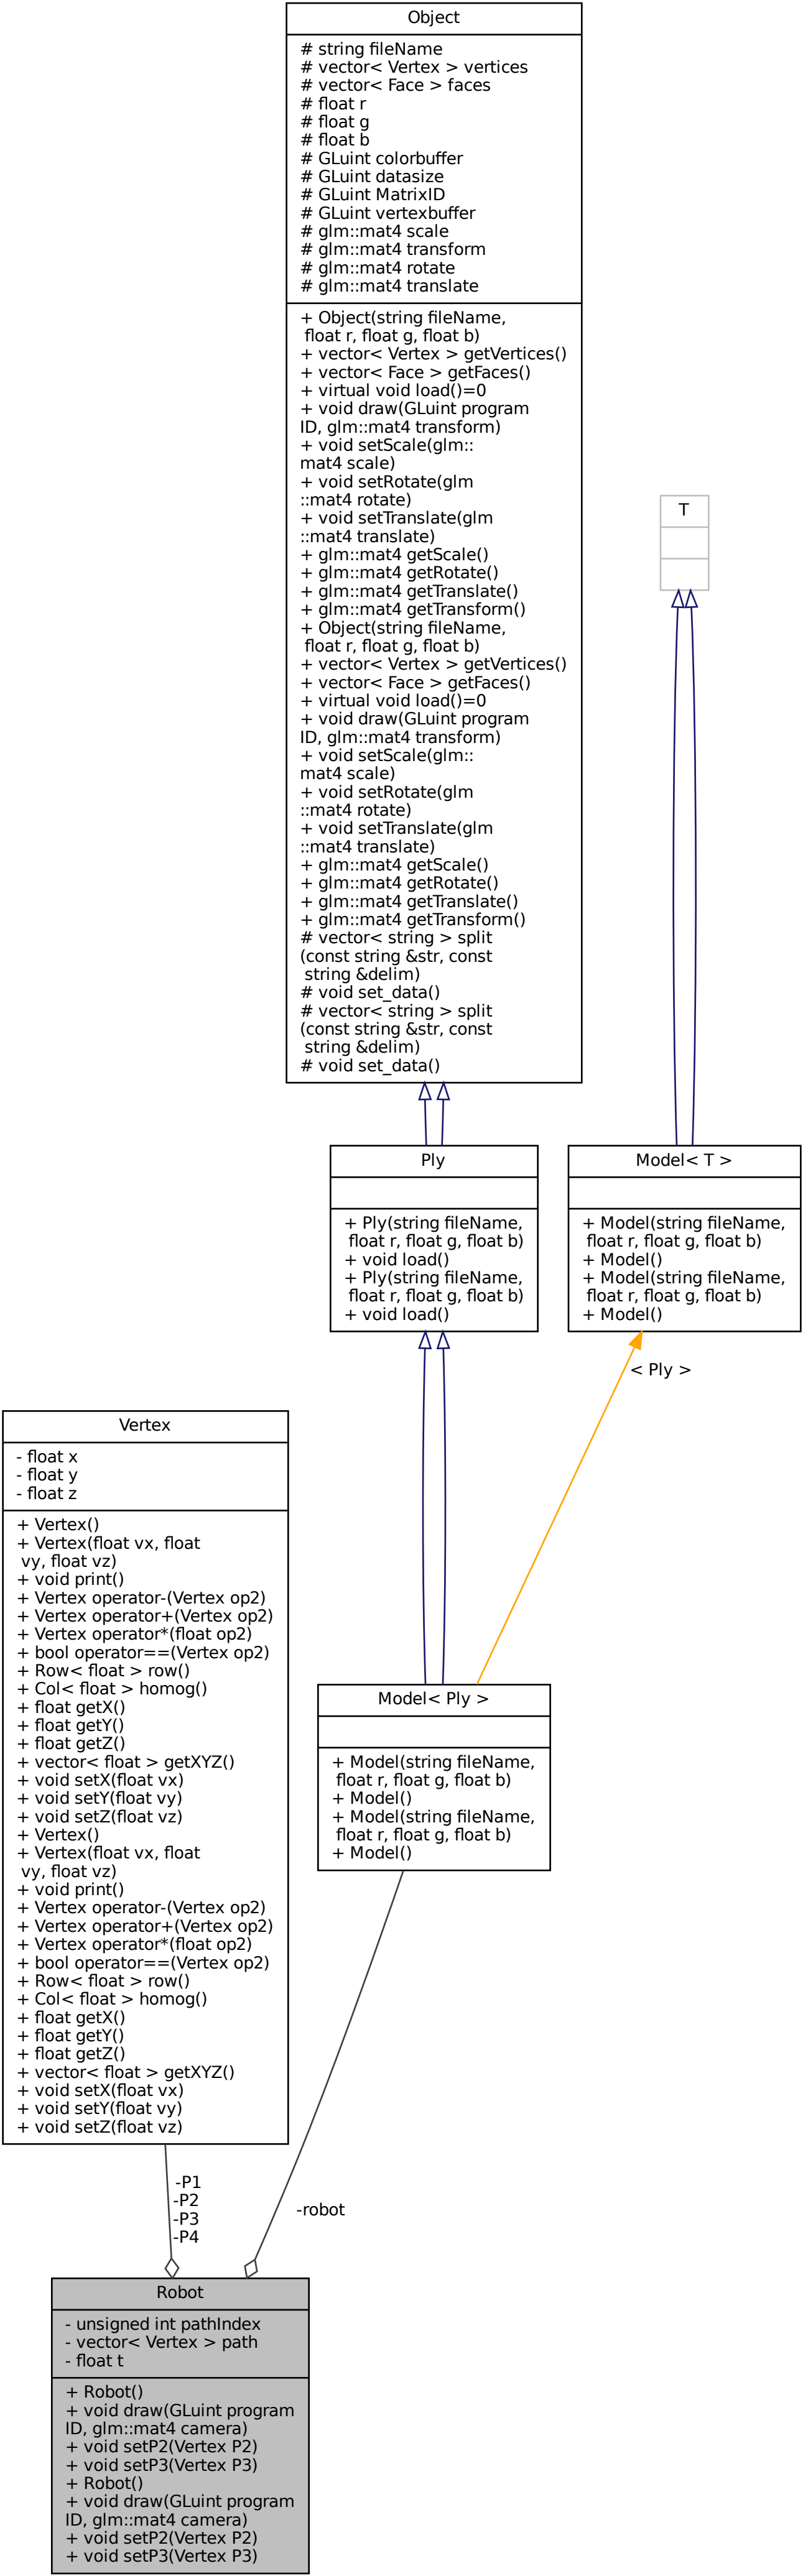 Object
# string fileName
# vector< Vertex > vertices
# vector< Face > faces
# float r
# float g
# float b
# GLuint colorbuffer
# GLuint datasize
# GLuint MatrixID
# GLuint vertexbuffer
# glm::mat4 scale
# glm::mat4 transform
# glm::mat4 rotate
# glm::mat4 translate
+ Object(string fileName,
float r, float g, float b)
+ vector< Vertex > getVertices()
+ vector< Face > getFaces()
+ virtual void load()=0
+ void draw(GLuint program
ID, glm::mat4 transform)
+ void setScale(glm::
mat4 scale)
+ void setRotate(glm
::mat4 rotate)
+ void setTranslate(glm
::mat4 translate)
+ glm::mat4 getScale()
+ glm::mat4 getRotate()
+ glm::mat4 getTranslate()
+ glm::mat4 getTransform()
+ Object(string fileName,
float r, float g, float b)
+ vector< Vertex > getVertices()
+ vector< Face > getFaces()
+ virtual void load()=0
+ void draw(GLuint program
ID, glm::mat4 transform)
+ void setScale(glm::
mat4 scale)
+ void setRotate(glm
::mat4 rotate)
+ void setTranslate(glm
::mat4 translate)
+ glm::mat4 getScale()
+ glm::mat4 getRotate()
+ glm::mat4 getTranslate()
+ glm::mat4 getTransform()
# vector< string > split
(const string &str, const
string &delim)
# void set_data()
# vector< string > split
(const string &str, const
string &delim)
# void set_data()
T
Ply
+ Ply(string fileName,
float r, float g, float b)
+ void load()
+ Ply(string fileName,
float r, float g, float b)
+ void load()
Model< T >
+ Model(string fileName,
float r, float g, float b)
+ Model()
+ Model(string fileName,
float r, float g, float b)
+ Model()
< Ply >
Vertex
- float x
- float y
- float z
+ Vertex()
+ Vertex(float vx, float
vy, float vz)
+ void print()
+ Vertex operator-(Vertex op2)
+ Vertex operator+(Vertex op2)
+ Vertex operator*(float op2)
+ bool operator==(Vertex op2)
+ Row< float > row()
+ Col< float > homog()
+ float getX()
+ float getY()
+ float getZ()
+ vector< float > getXYZ()
+ void setX(float vx)
+ void setY(float vy)
+ void setZ(float vz)
+ Vertex()
+ Vertex(float vx, float
vy, float vz)
+ void print()
+ Vertex operator-(Vertex op2)
+ Vertex operator+(Vertex op2)
+ Vertex operator*(float op2)
+ bool operator==(Vertex op2)
+ Row< float > row()
+ Col< float > homog()
+ float getX()
+ float getY()
+ float getZ()
+ vector< float > getXYZ()
+ void setX(float vx)
+ void setY(float vy)
+ void setZ(float vz)
Model< Ply >
+ Model(string fileName,
float r, float g, float b)
+ Model()
+ Model(string fileName,
float r, float g, float b)
+ Model()
-P1
-P2
-P3
-P4
-robot
Robot
- unsigned int pathIndex
- vector< Vertex > path
- float t
+ Robot()
+ void draw(GLuint program
ID, glm::mat4 camera)
+ void setP2(Vertex P2)
+ void setP3(Vertex P3)
+ Robot()
+ void draw(GLuint program
ID, glm::mat4 camera)
+ void setP2(Vertex P2)
+ void setP3(Vertex P3)